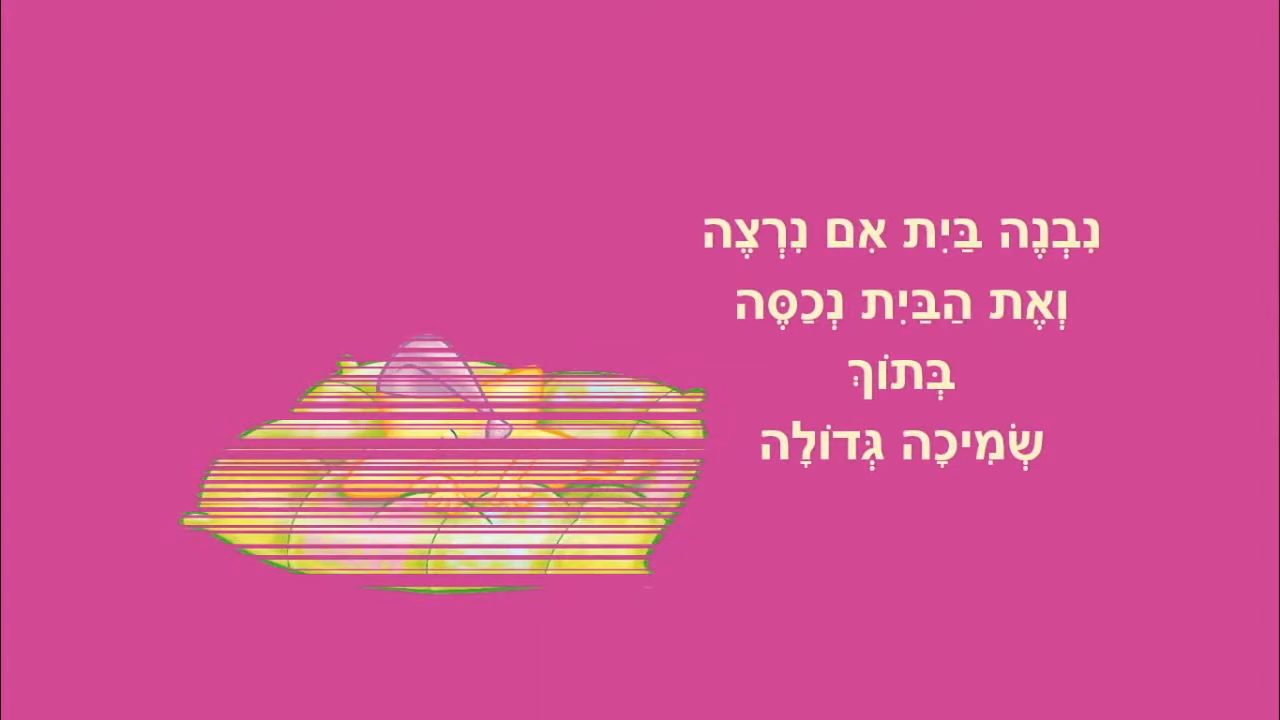 נִבְנֶה בַּיִת אִם נִרְצֶה
וְאֶת הַבַּיִת נְכַסֶּה
בְּתוֹךְ
שְׂמִיכָה גְּדוֹלָה